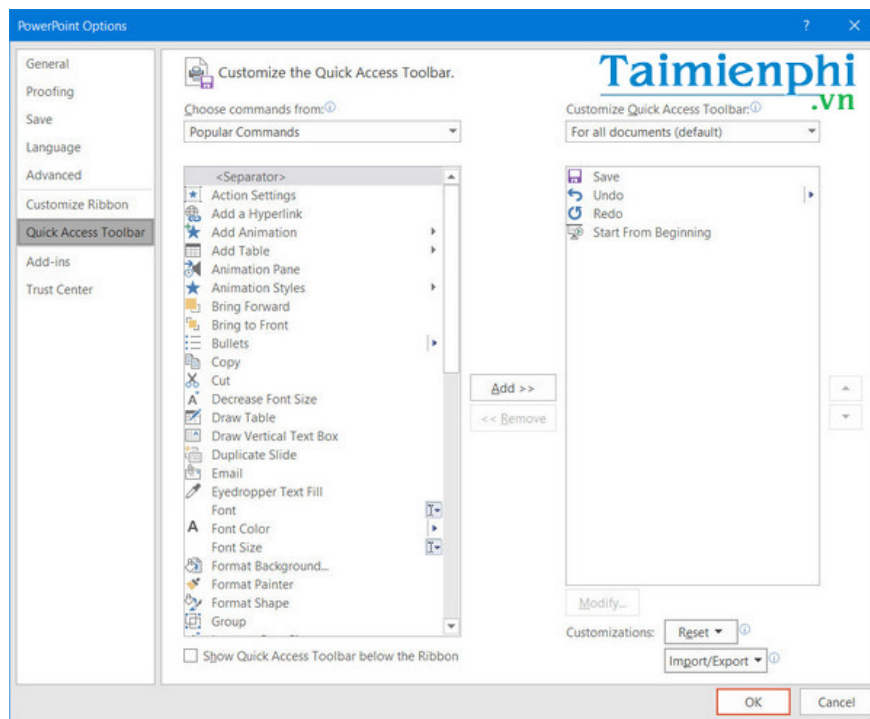 PowerPoint Options
General
Proofing
Save
Language
Advanced
Customize Ribbon
Quick Access Toolbar
Add-ins
Trust Center
Customize the Quick Access Toolbar.
Taimienphi
.vn
Choose commands from:
Popular Commands
<Separator>
Action Settings
Add a Hyperlink
Add Animation
Add Table
Animation Pane
Animation Styles
Bring Forward
Bring to Front
Bullets
Copy
Cut
Decrease Font Size
Draw Table
Draw Vertical Text Box
Duplicate Slide
Email
Eyedropper Text Fill
Font
Font Color
Font Size
Format Background...
Format Painter
Format Shape
Group
Show Quick Access Toolbar below the Ribbon
Add >>
<< Remove
Customize Quick Access Toolbar:
For all documents (default)
Save
Undo
Redo
Start From Beginning
Modify...
Customizations:
Reset
Import/Export
OK
Cancel